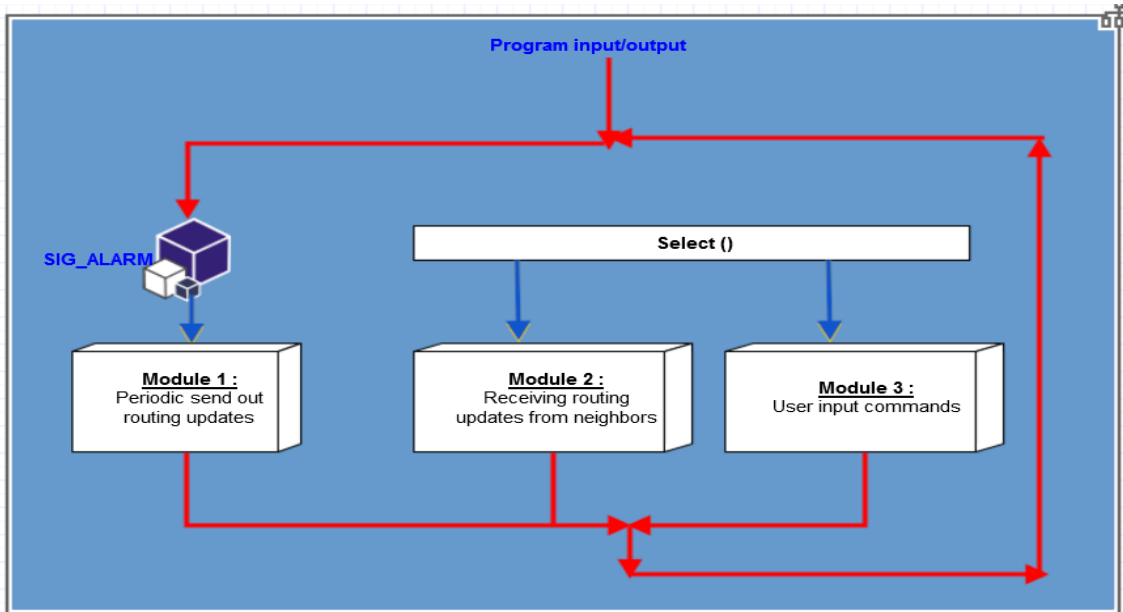 Program input/output
Select ()
SIG_ALARM
Module 1 :
Periodic send out
routing updates
Module 2 :
Receiving routing
updates from neighbors
Module 3 :
User input commands